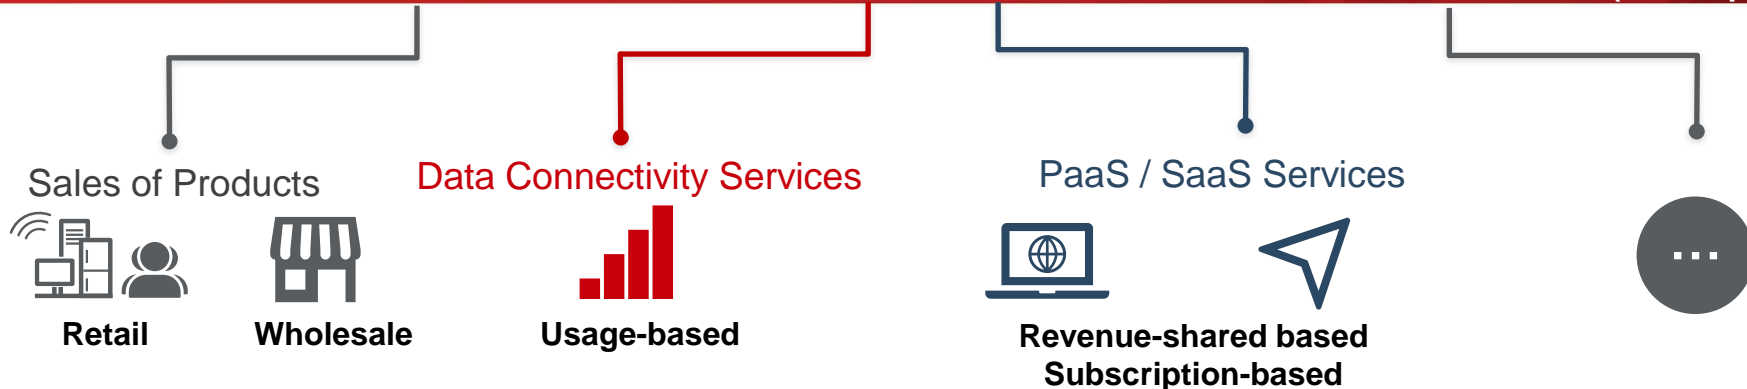 Sales of Products
Data Connectivity Services
PaaS / SaaS Services
...
Retail
Wholesale
Usage-based
Revenue-shared based
Subscription-based